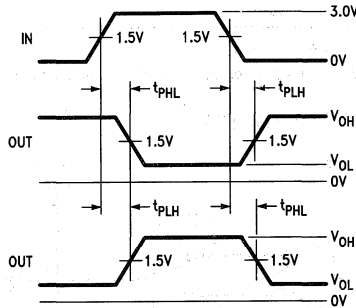 3.0V
IN 1.5V 1.5V
0V
tPHL tPLH
VOH
OUT 1.5V 1.5V
VOL
0V
tPLH tPHL
VOH
OUT 1.5V 1.5V
VOL
0V